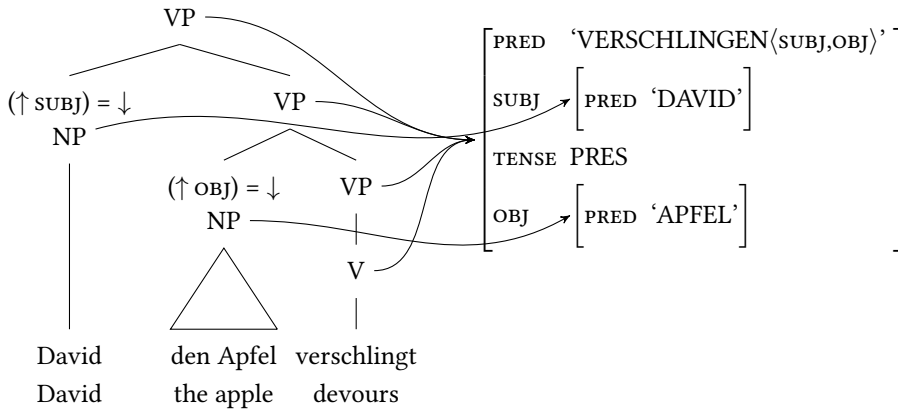 VP
PRED ‘VERSCHLINGEN⟨SUBJ,OBJ⟩’
(↑ SUBJ) = ↓
VP
SUBJ
PRED ‘DAVID’
NP
TENSE PRES
(↑ OBJ) = ↓
VP
NP
OBJ
PRED ‘APFEL’
V
David den Apfel verschlingt
David the apple devours